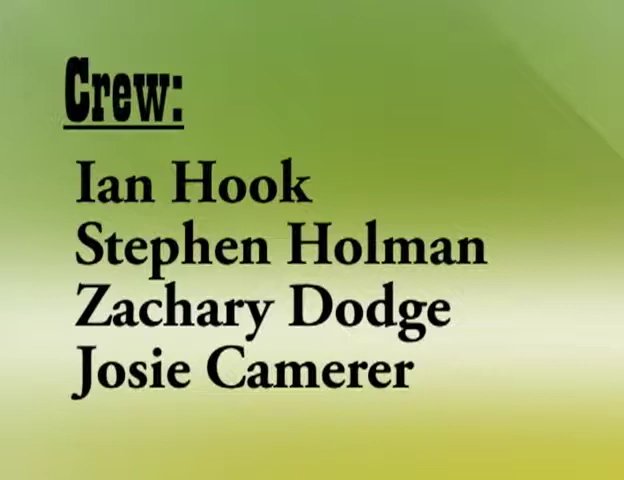 Crew:
Ian Hook
Stephen Holman
Zachary Dodge
Josie Camerer